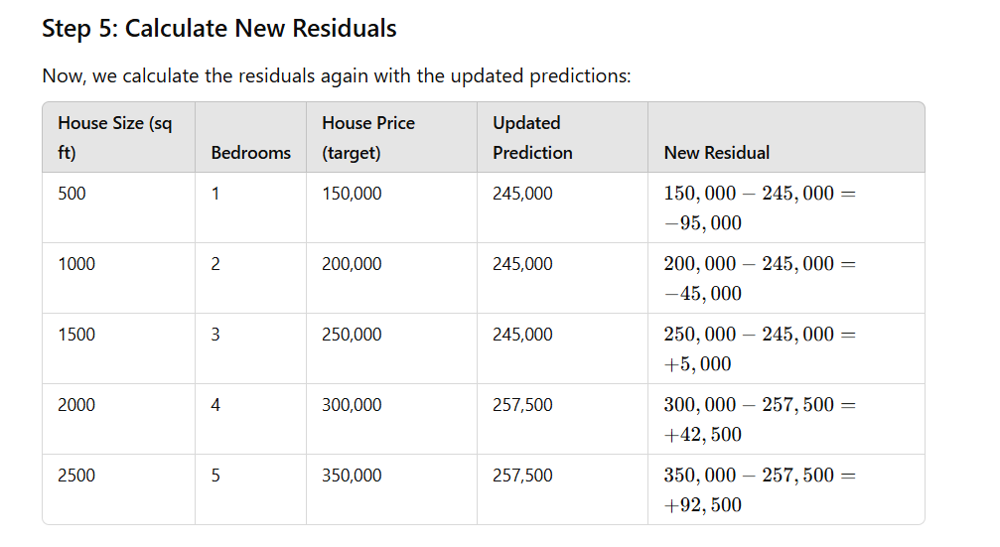 Step 5: Calculate New Residuals
Now, we calculate the residuals again with the updated predictions:
House Size (sq ft) Bedrooms House Price (target) Updated Prediction New Residual
500 1 150,000 245,000 150, 000 − 245, 000 =
−95, 000
1000 2 200,000 245,000 200, 000 − 245, 000 =
−45, 000
1500 3 250,000 245,000 250, 000 − 245, 000 =
+5, 000
2000 4 300,000 257,500 300, 000 − 257, 500 =
+42, 500
2500 5 350,000 257,500 350, 000 − 257, 500 =
+92, 500